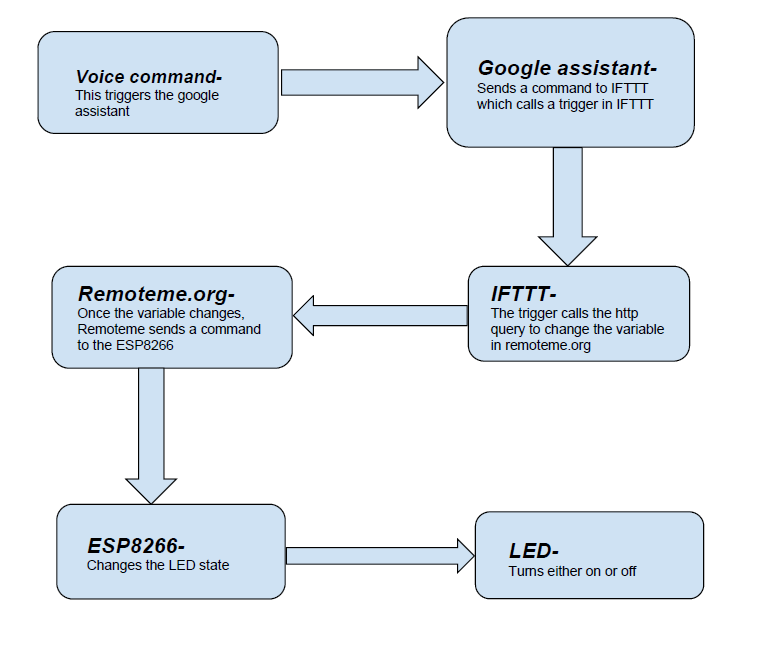 Voice command-
This triggers the google
assistant
Google assistant-
Sends a command to IFTTT
which calls a trigger in IFTTT
IFTTT-
The trigger calls the http
query to change the variable
in remoteme.org
Remoteme.org-
Once the variable changes,
Remoteme sends a command
to the ESP8266
ESP8266-
Changes the LED state
LED-
Turns either on or off